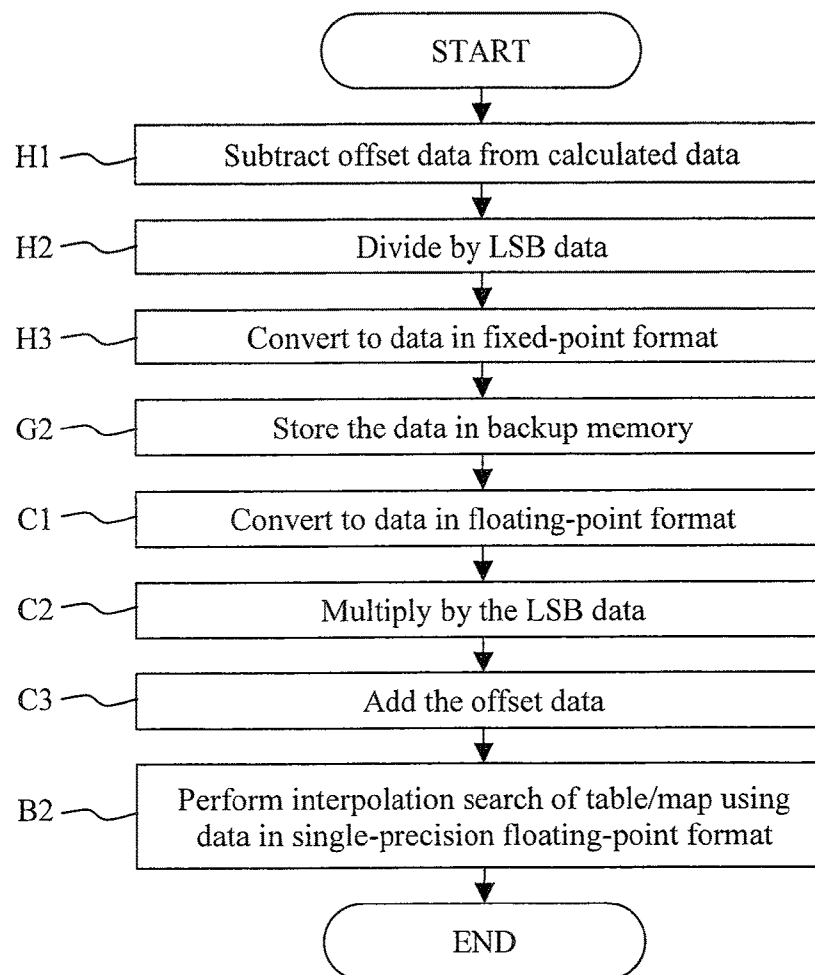 START
H1
Subtract offset data from calculated data
H2
Divide by LSB data
H3
Convert to data in fixed-point format
G2
Store the data in backup memory
C1
Convert to data in floating-point format
C2
Multiply by the LSB data
C3
Add the offset data
B2
Perform interpolation search of table/map using
data in single-precision floating-point format
END